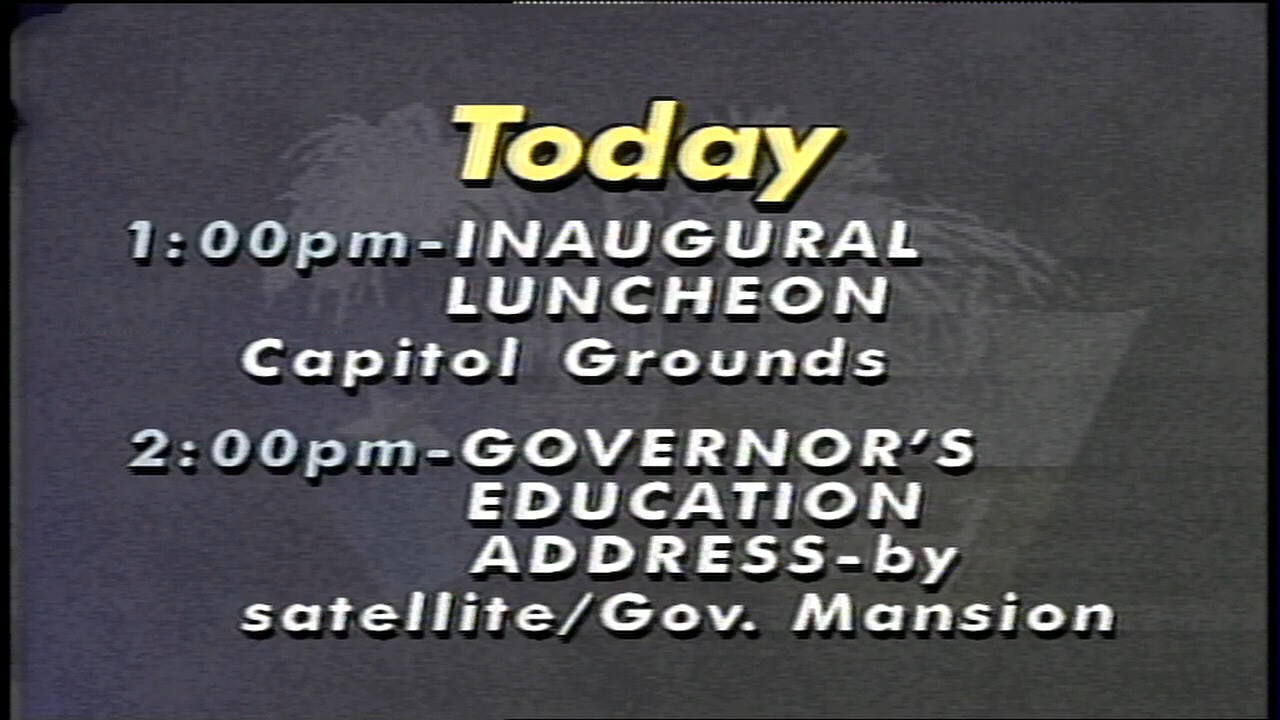 Today
1:00pm-INAUGURAL
LUNCHEON
Capitol Grounds
2:00pm-GOVERNOR'S
EDUCATION
ADDRESS-by
satellite/Gov. Mansion